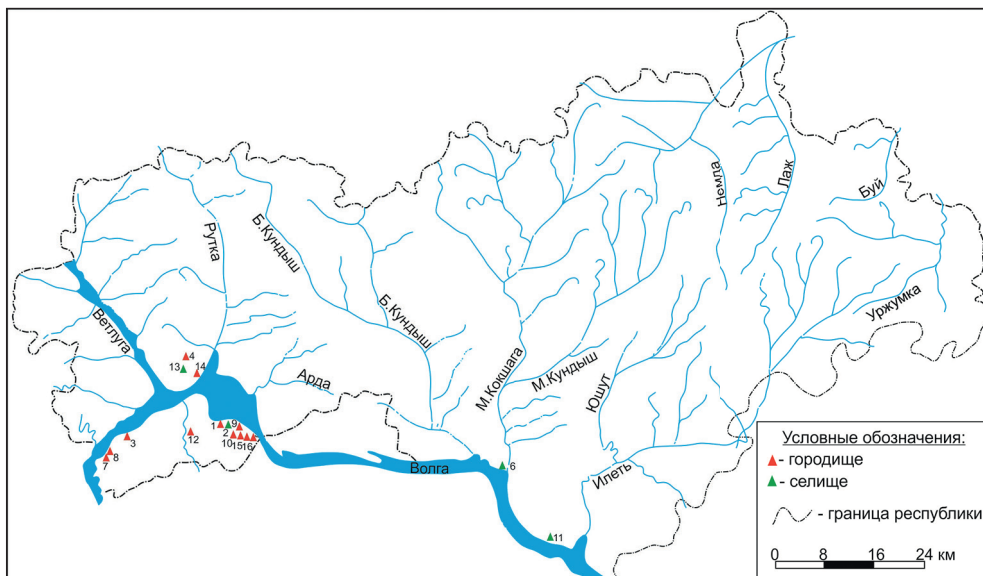 Немда
Лаж
Буй
Рутка
Б.Кундыш
Б.Кундыш
Уржумка
Ветлуга
М.Кокшага
М.Кундыш
Юшут
Арда
4
13
14
1
2
9
10
15
16
12
3
8
7
Волга
6
Илеть
11
Условные обозначения:
- городище
- селище
- граница республики
0 8 16 24 км